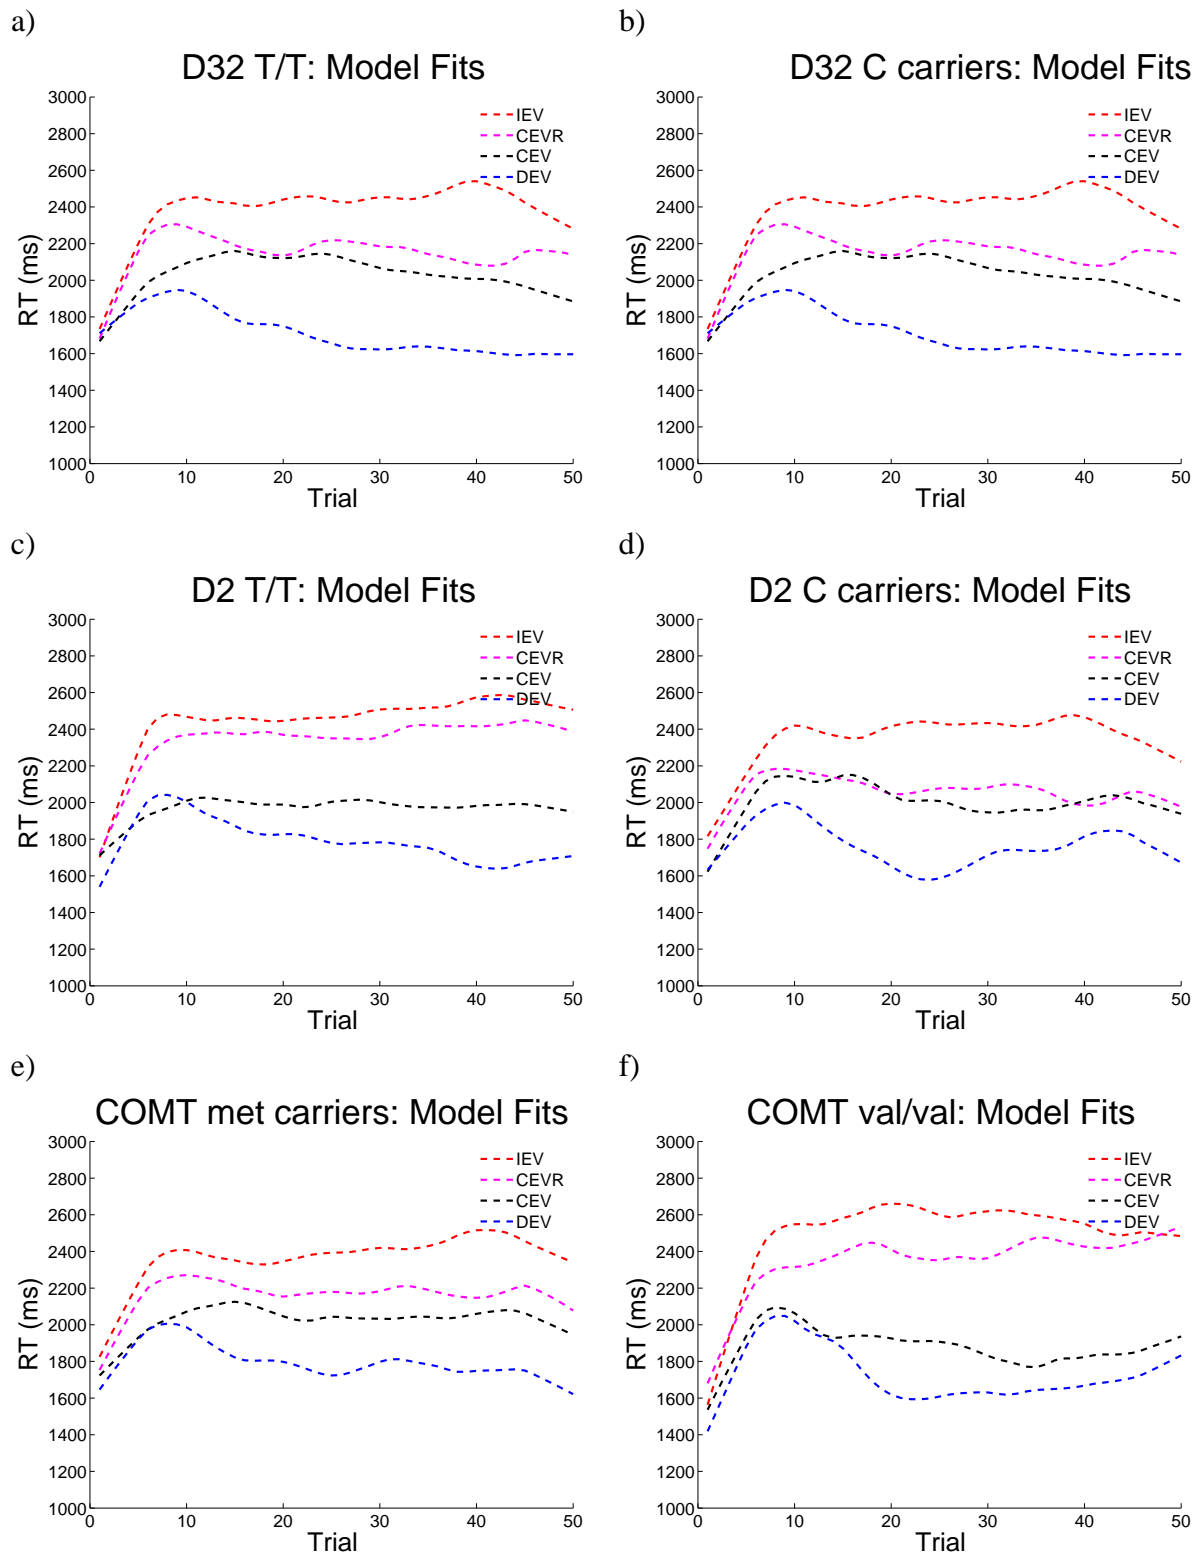 a)
D32 T/T: Model Fits
3000
2800
2600
2400
2200
2000
1800
1600
1400
1200
1000
RT (ms)
0 10 20 30 40 50
Trial
IEV
CEVR
CEV
DEV
b)
D32 C carriers: Model Fits
3000
2800
2600
2400
2200
2000
1800
1600
1400
1200
1000
RT (ms)
0 10 20 30 40 50
Trial
IEV
CEVR
CEV
DEV
c)
D2 T/T: Model Fits
3000
2800
2600
2400
2200
2000
1800
1600
1400
1200
1000
RT (ms)
0 10 20 30 40 50
Trial
IEV
CEVR
CEV
DEV
d)
D2 C carriers: Model Fits
3000
2800
2600
2400
2200
2000
1800
1600
1400
1200
1000
RT (ms)
0 10 20 30 40 50
Trial
IEV
CEVR
CEV
DEV
e)
COMT met carriers: Model Fits
3000
2800
2600
2400
2200
2000
1800
1600
1400
1200
1000
RT (ms)
0 10 20 30 40 50
Trial
IEV
CEVR
CEV
DEV
f)
COMT val/val: Model Fits
3000
2800
2600
2400
2200
2000
1800
1600
1400
1200
1000
RT (ms)
0 10 20 30 40 50
Trial
IEV
CEVR
CEV
DEV